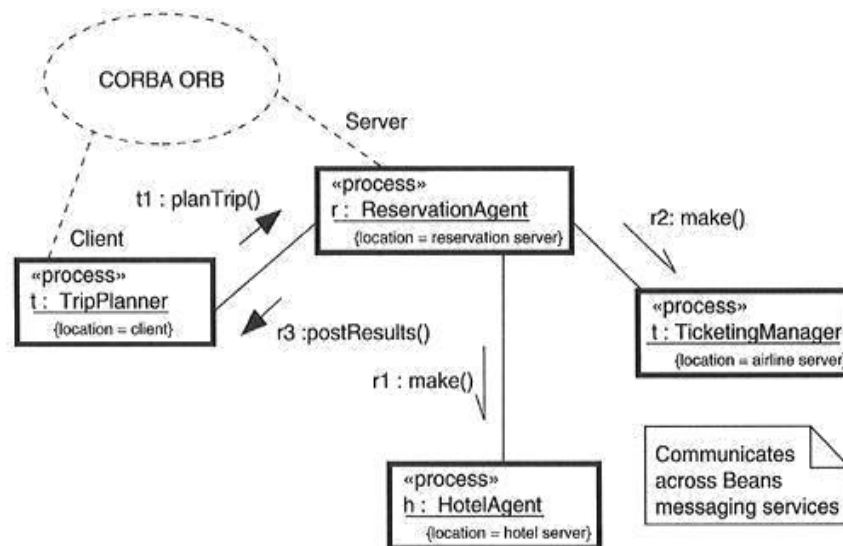 CORBA ORB
Server
t1 : planTrip()
«process»
r : ReservationAgent
{location = reservation server}
r2: make()
Client
«process»
t : TripPlanner
{location = client}
r3 :postResults()
«process»
t : TicketingManager
{location = airline server}
r1 : make()
«process»
h : HotelAgent
{location = hotel server}
Communicates
across Beans
messaging services